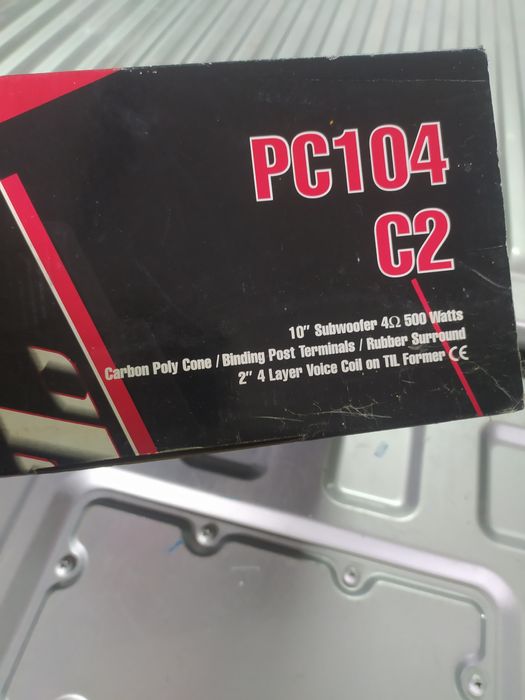 PC104
C2
10" Subwoofer 4Ω 500 Watts
Carbon Poly Cone / Binding Post Terminals / Rubber Surround
2" 4 Layer Voice Coil on TIL Former CE